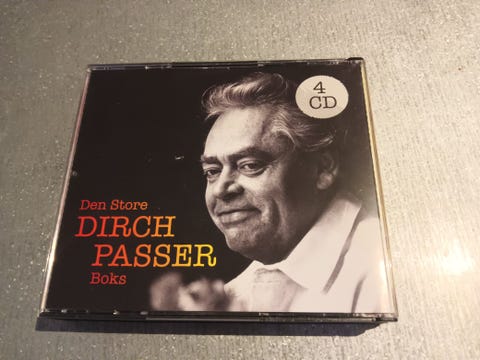 4
CD
Den Store
DIRCH
PASSER
Boks